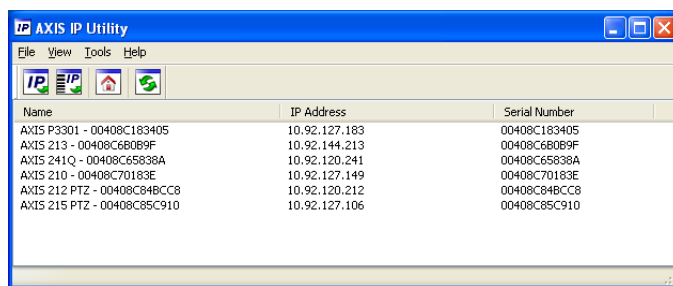 IP AXIS IP Utility
File View Tools Help
IP IP
Name IP Address Serial Number
AXIS P3301 - 00408C183405 10.92.127.183 00408C183405
AXIS 213 - 00408C6B0B9F 10.92.144.213 00408C6B0B9F
AXIS 241Q - 00408C65838A 10.92.120.241 00408C65838A
AXIS 210 - 00408C70183E 10.92.127.149 00408C70183E
AXIS 212 PTZ - 00408C84BCC8 10.92.120.212 00408C84BCC8
AXIS 215 PTZ - 00408C85C910 10.92.127.106 00408C85C910